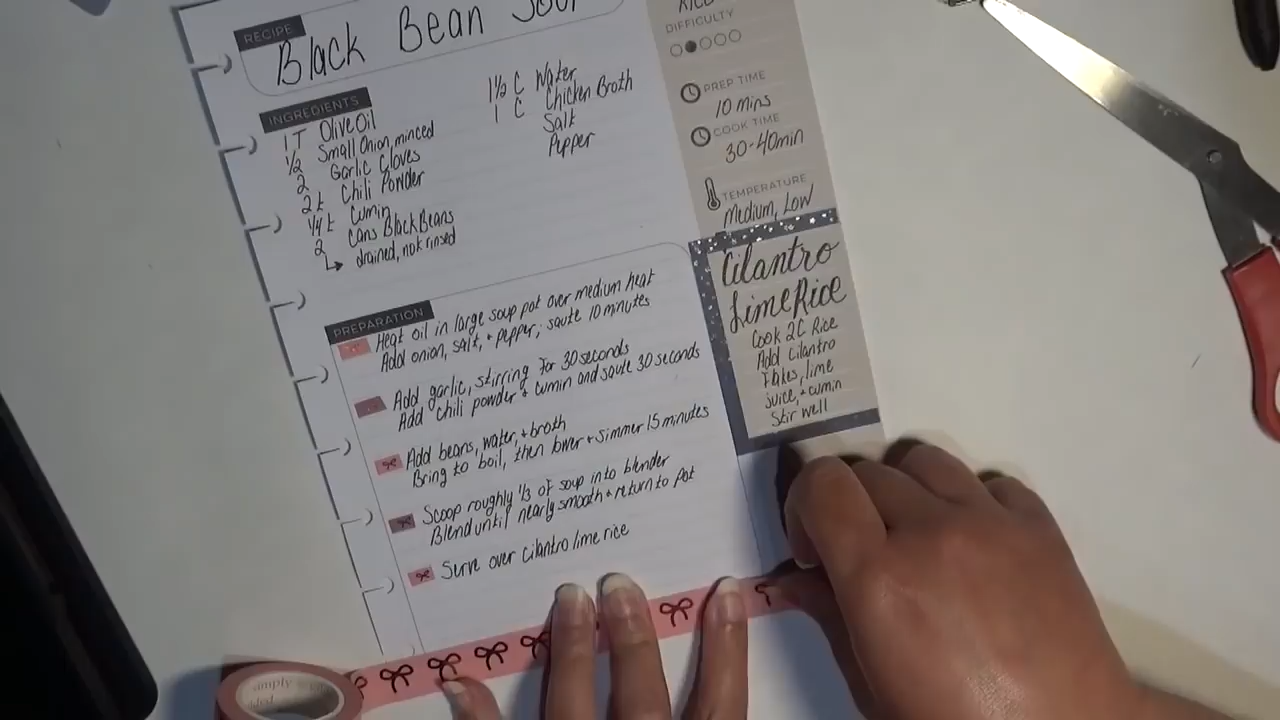 RECIPE
Black Bean Soup
INGREDIENTS
1 T Olive Oil
1/2 Small Onion, minced
2 Garlic Cloves
2 t Chili Powder
1/4 t Cumin
2 Cans Black Beans
↳ drained, not rinsed
1½ C Water
1 C Chicken Broth
Salt
Pepper
PREPARATION
Heat oil in large soup pot over medium heat
Add onion, salt, + pepper; saute 10 minutes
Add garlic, stirring for 30 seconds
Add chili powder + cumin and saute 30 seconds
Add beans, water, + broth
Bring to boil, then lower + simmer 15 minutes
Scoop roughly 1/3 of soup into blender
Blend until nearly smooth + return to pot
Serve over cilantro lime rice
Rice
DIFFICULTY
PREP TIME
10 mins
COOK TIME
30-40min
TEMPERATURE
Medium, Low
Cilantro
Lime Rice
Cook 2C Rice
Add Cilantro
Flakes, lime
juice, + cumin
Stir well
simply